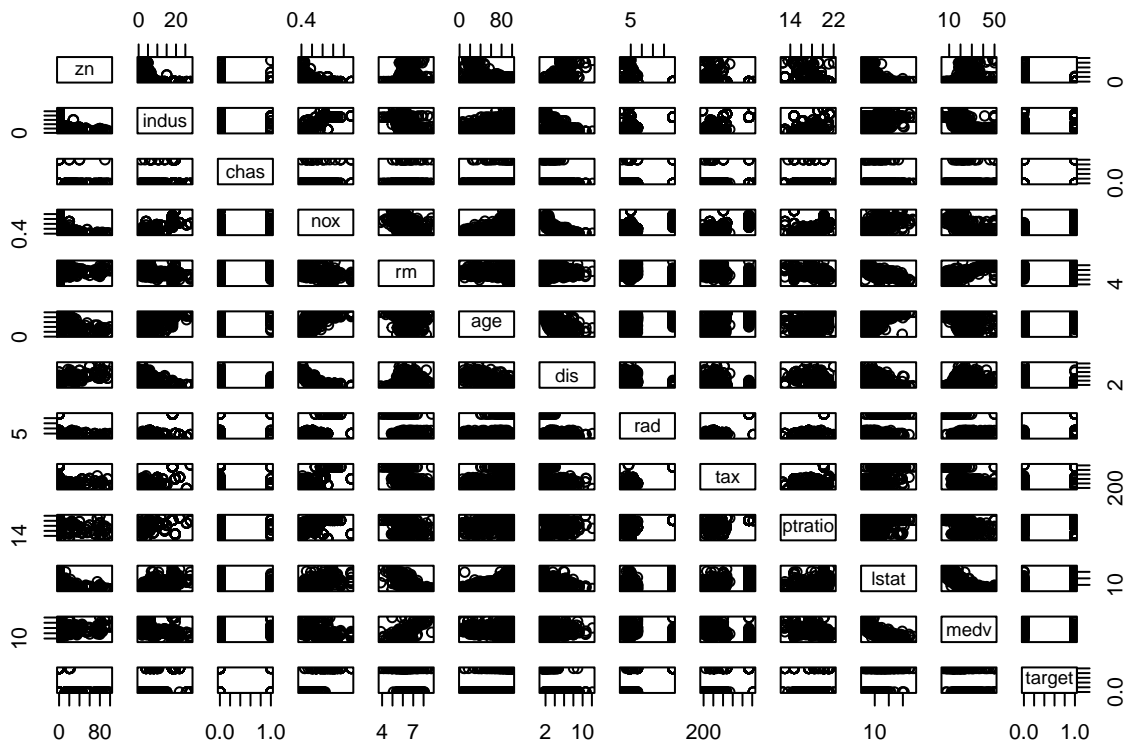 0 20 0.4 0 80 5 14 22 10 50
zn 0
0 indus
chas 0.0
0.4 nox
rm 4
0 age
dis 2
5 rad
tax 200
14 ptratio
lstat 10
10 medv
target 0.0
0 80 0.0 1.0 4 7 2 10 200 10 0.0 1.0